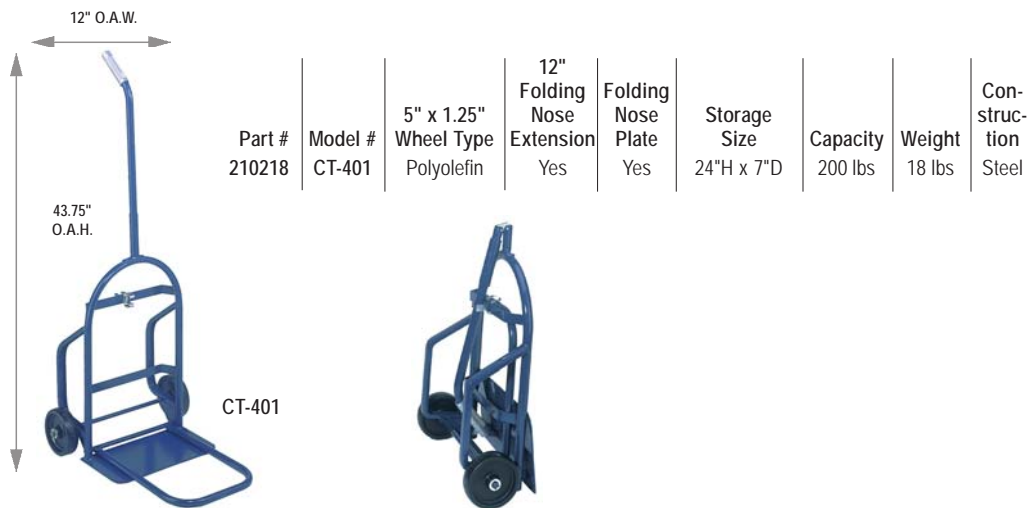 12" O.A.W.
12"
Folding Folding Con-
5" x 1.25" Nose Nose Storage struc-
Part # Model # Wheel Type Extension Plate Size Capacity Weight tion
210218 CT-401 Polyolefin Yes Yes 24"H x 7"D 200 lbs 18 lbs Steel
43.75"
O.A.H.
CT-401